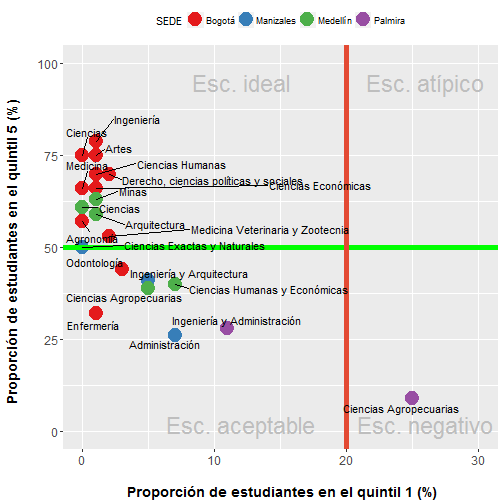 SEDE Bogotá Manizales Medellín Palmira
Proporción de estudiantes en el quintil 5 (%)
100
75
50
25
0
Esc. ideal
Esc. atípico
Ingeniería
Ciencias
Artes
Medicina
Ciencias Humanas
Derecho, ciencias políticas y sociales
Ciencias Económicas
Minas
Ciencias
Arquitectura
Medicina Veterinaria y Zootecnia
Agronomía
Ciencias Exactas y Naturales
Odontología
Ingeniería y Arquitectura
Ciencias Humanas y Económicas
Ciencias Agropecuarias
Enfermería
Ingeniería y Administración
Administración
Ciencias Agropecuarias
Esc. aceptable
Esc. negativo
0
10
20
30
Proporción de estudiantes en el quintil 1 (%)